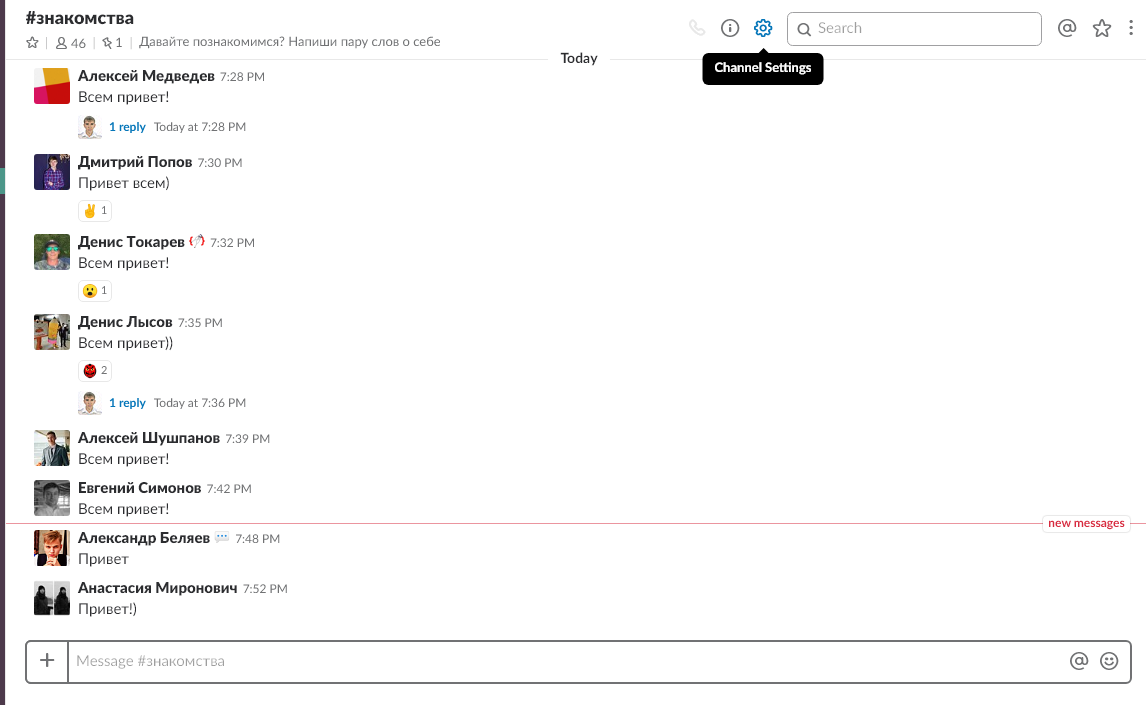 #знакомства
46 | 1 | Давайте познакомимся? Напиши пару слов о себе
Search
Channel Settings
Today
Алексей Медведев 7:28 PM
Всем привет!
1 reply Today at 7:28 PM
Дмитрий Попов 7:30 PM
Привет всем)
1
Денис Токарев 7:32 PM
Всем привет!
1
Денис Лысов 7:35 PM
Всем привет))
2
1 reply Today at 7:36 PM
Алексей Шушпанов 7:39 PM
Всем привет!
Евгений Симонов 7:42 PM
Всем привет!
new messages
Александр Беляев 7:48 PM
Привет
Анастасия Миронович 7:52 PM
Привет!)
Message #знакомства